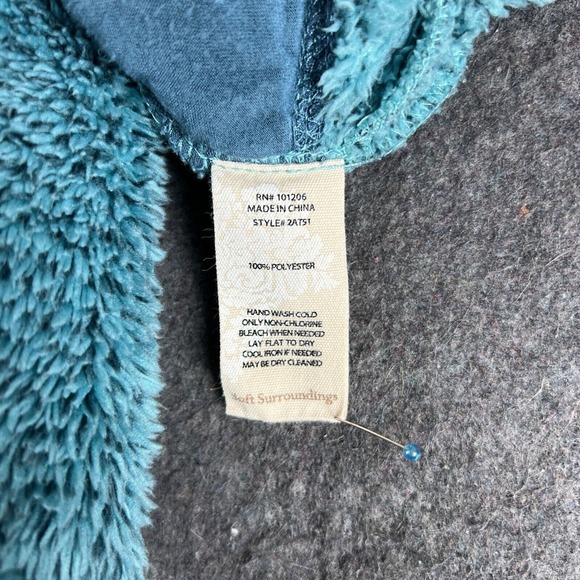 RN# 101206
MADE IN CHINA
STYLE# 2AT51
100% POLYESTER
HAND WASH COLD
ONLY NON-CHLORINE
BLEACH WHEN NEEDED
LAY FLAT TO DRY
COOL IRON IF NEEDED
MAY BE DRY CLEANED
Soft Surroundings